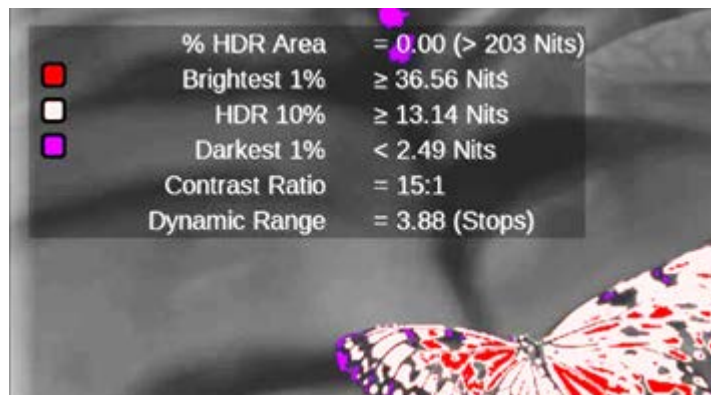 % HDR Area = 0.00 (> 203 Nits)
Brightest 1% ≥ 36.56 Nits
HDR 10% ≥ 13.14 Nits
Darkest 1% < 2.49 Nits
Contrast Ratio = 15:1
Dynamic Range = 3.88 (Stops)